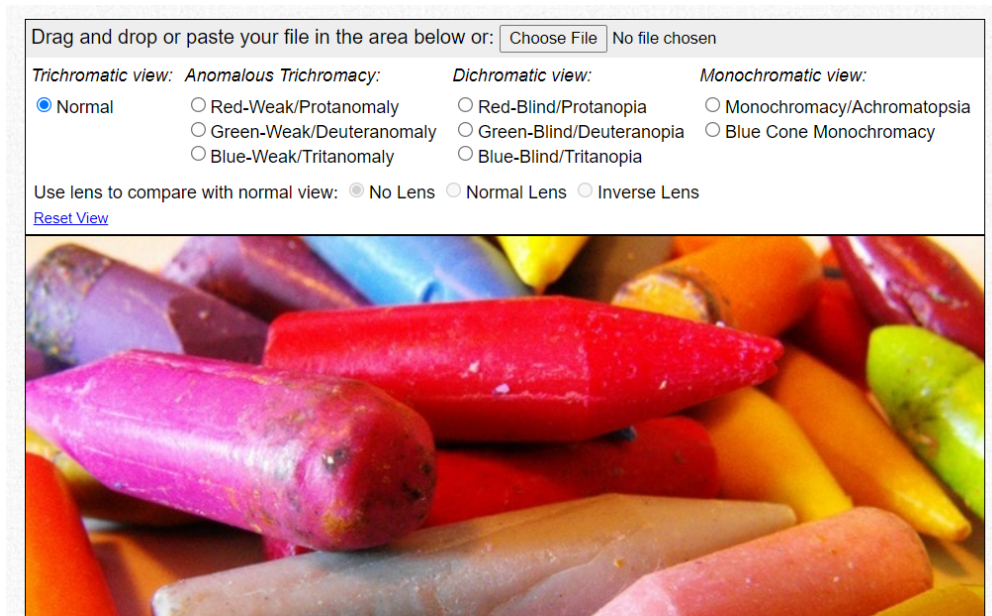 Drag and drop or paste your file in the area below or: Choose File No file chosen
Trichromatic view: Anomalous Trichromacy: Dichromatic view: Monochromatic view:
Normal Red-Weak/Protanomaly Red-Blind/Protanopia Monochromacy/Achromatopsia
Green-Weak/Deuteranomaly Green-Blind/Deuteranopia Blue Cone Monochromacy
Blue-Weak/Tritanomaly Blue-Blind/Tritanopia
Use lens to compare with normal view: No Lens Normal Lens Inverse Lens
Reset View